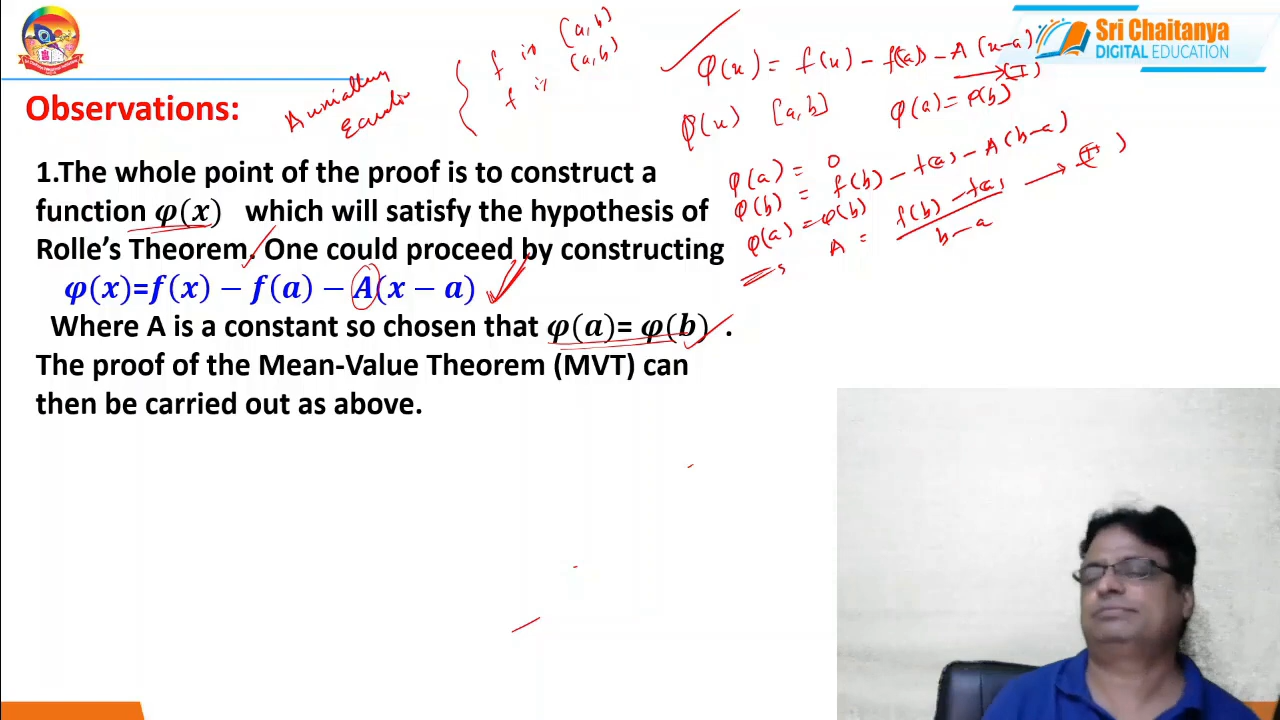 Sri Chaitanya
DIGITAL EDUCATION
Observations:
f is [a,b]
f is (a,b)
φ(x) = f(x) - f(a) - A(x-a)
(I)
φ(x) [a,b] φ(a) = φ(b)
φ(a) = 0
φ(b) = f(b) - f(a) - A(b-a)
φ(a) = φ(b)
A = f(b) - f(a) / b-a → (II)
1.The whole point of the proof is to construct a
function φ(x) which will satisfy the hypothesis of
Rolle's Theorem. One could proceed by constructing
φ(x)=f(x) − f(a) − A(x − a)
Where A is a constant so chosen that φ(a)= φ(b) .
The proof of the Mean-Value Theorem (MVT) can
then be carried out as above.